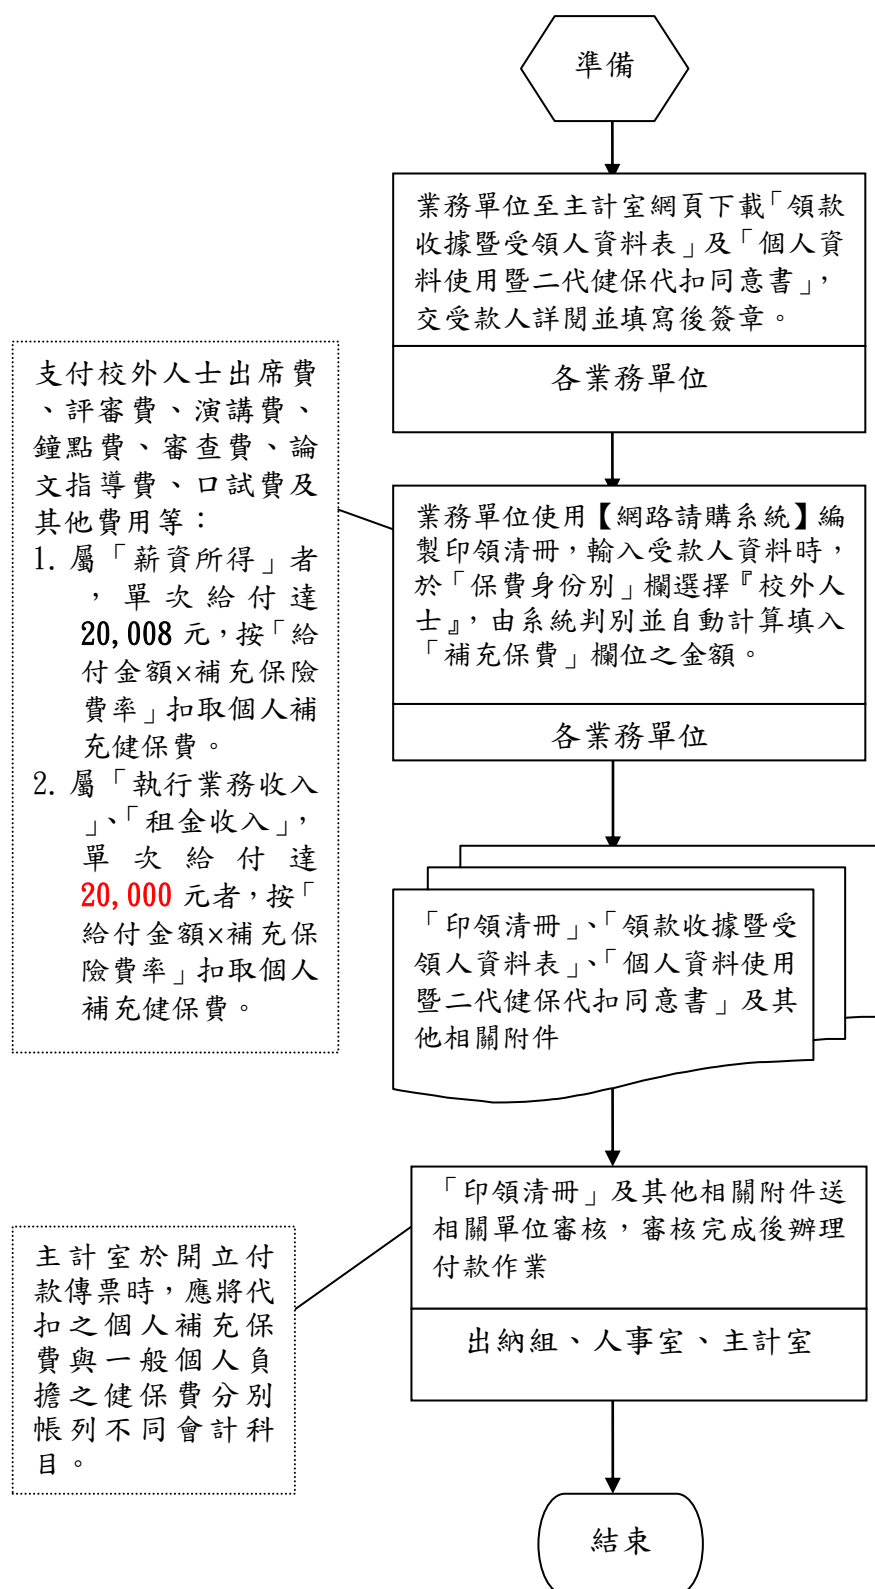 準備
業務單位至主計室網頁下載「領款
收據暨受領人資料表」及「個人資
料使用暨二代健保代扣同意書」，
交受款人詳閱並填寫後簽章。
各業務單位
支付校外人士出席費
、評審費、演講費、
鐘點費、審查費、論
文指導費、口試費及
其他費用等：
1. 屬「薪資所得」者
，單次給付達
20,008 元，按「給
付金額×補充保險
費率」扣取個人補
充健保費。
2. 屬「執行業務收入
」、「租金收入」，
單次給付達
20,000 元者，按「
給付金額×補充保
險費率」扣取個人
補充健保費。
業務單位使用【網路請購系統】編
製印領清冊，輸入受款人資料時，
於「保費身份別」欄選擇『校外人
士』，由系統判別並自動計算填入
「補充保費」欄位之金額。
各業務單位
「印領清冊」、「領款收據暨受
領人資料表」、「個人資料使用
暨二代健保代扣同意書」及其
他相關附件
「印領清冊」及其他相關附件送
相關單位審核，審核完成後辦理
付款作業
出納組、人事室、主計室
主計室於開立付
款傳票時，應將代
扣之個人補充保
費與一般個人負
擔之健保費分別
帳列不同會計科
目。
結束